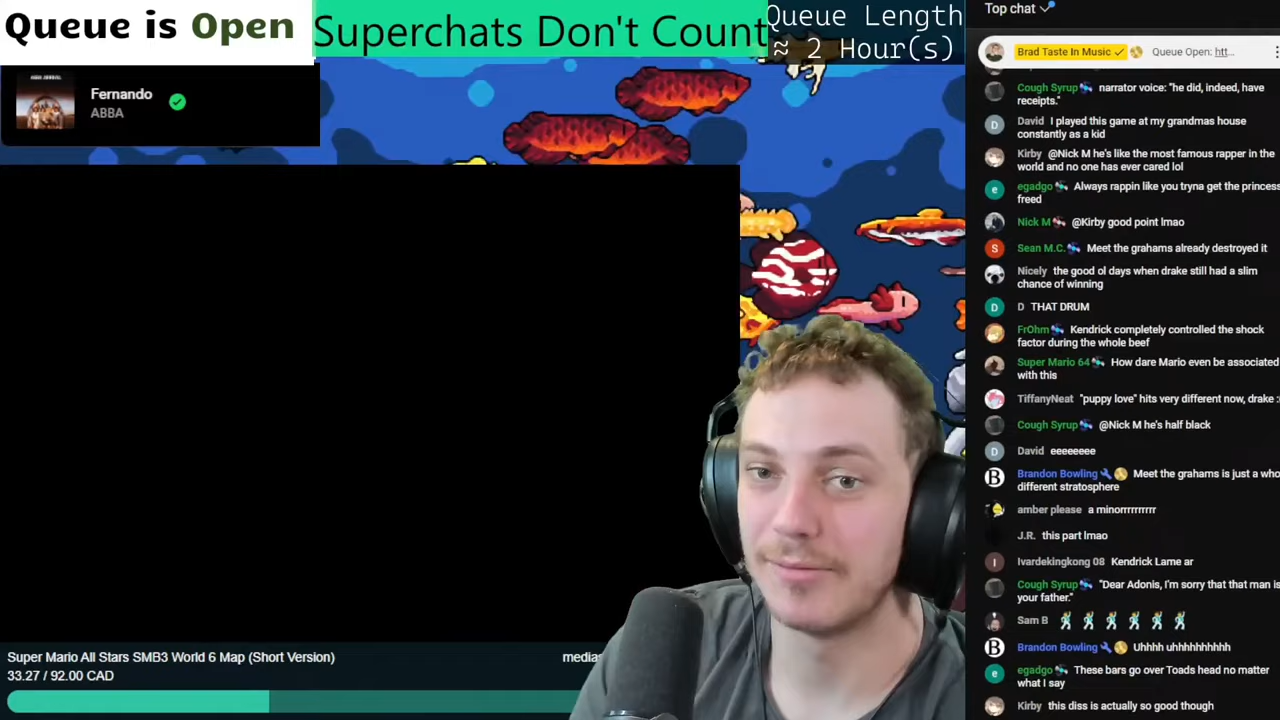 Queue is Open
Superchats Don't Count
Queue Length
≈ 2 Hour(s)
Fernando
ABBA
Super Mario All Stars SMB3 World 6 Map (Short Version)
33.27 / 92.00 CAD
Top chat
Brad Taste In Music Queue Open: htt...
Cough Syrup narrator voice: "he did, indeed, have
receipts."
David I played this game at my grandmas house
constantly as a kid
Kirby @Nick M he's like the most famous rapper in the
world and no one has ever cared lol
egadgo Always rappin like you tryna get the princess
freed
Nick M @Kirby good point lmao
Sean M.C. Meet the grahams already destroyed it
Nicely the good ol days when drake still had a slim
chance of winning
D THAT DRUM
FrOhm Kendrick completely controlled the shock
factor during the whole beef
Super Mario 64 How dare Mario even be associated
with this
TiffanyNeat "puppy love" hits very different now, drake :
Cough Syrup @Nick M he's half black
David eeeeeeee
Brandon Bowling Meet the grahams is just a who
different stratosphere
amber please a minorrrrrrrrr
J.R. this part lmao
Ivardekingkong 08 Kendrick Lame ar
Cough Syrup "Dear Adonis, I'm sorry that that man is
your father."
Sam B
Brandon Bowling Uhhhh uhhhhhhhhhh
egadgo These bars go over Toads head no matter
what I say
Kirby this diss is actually so good though